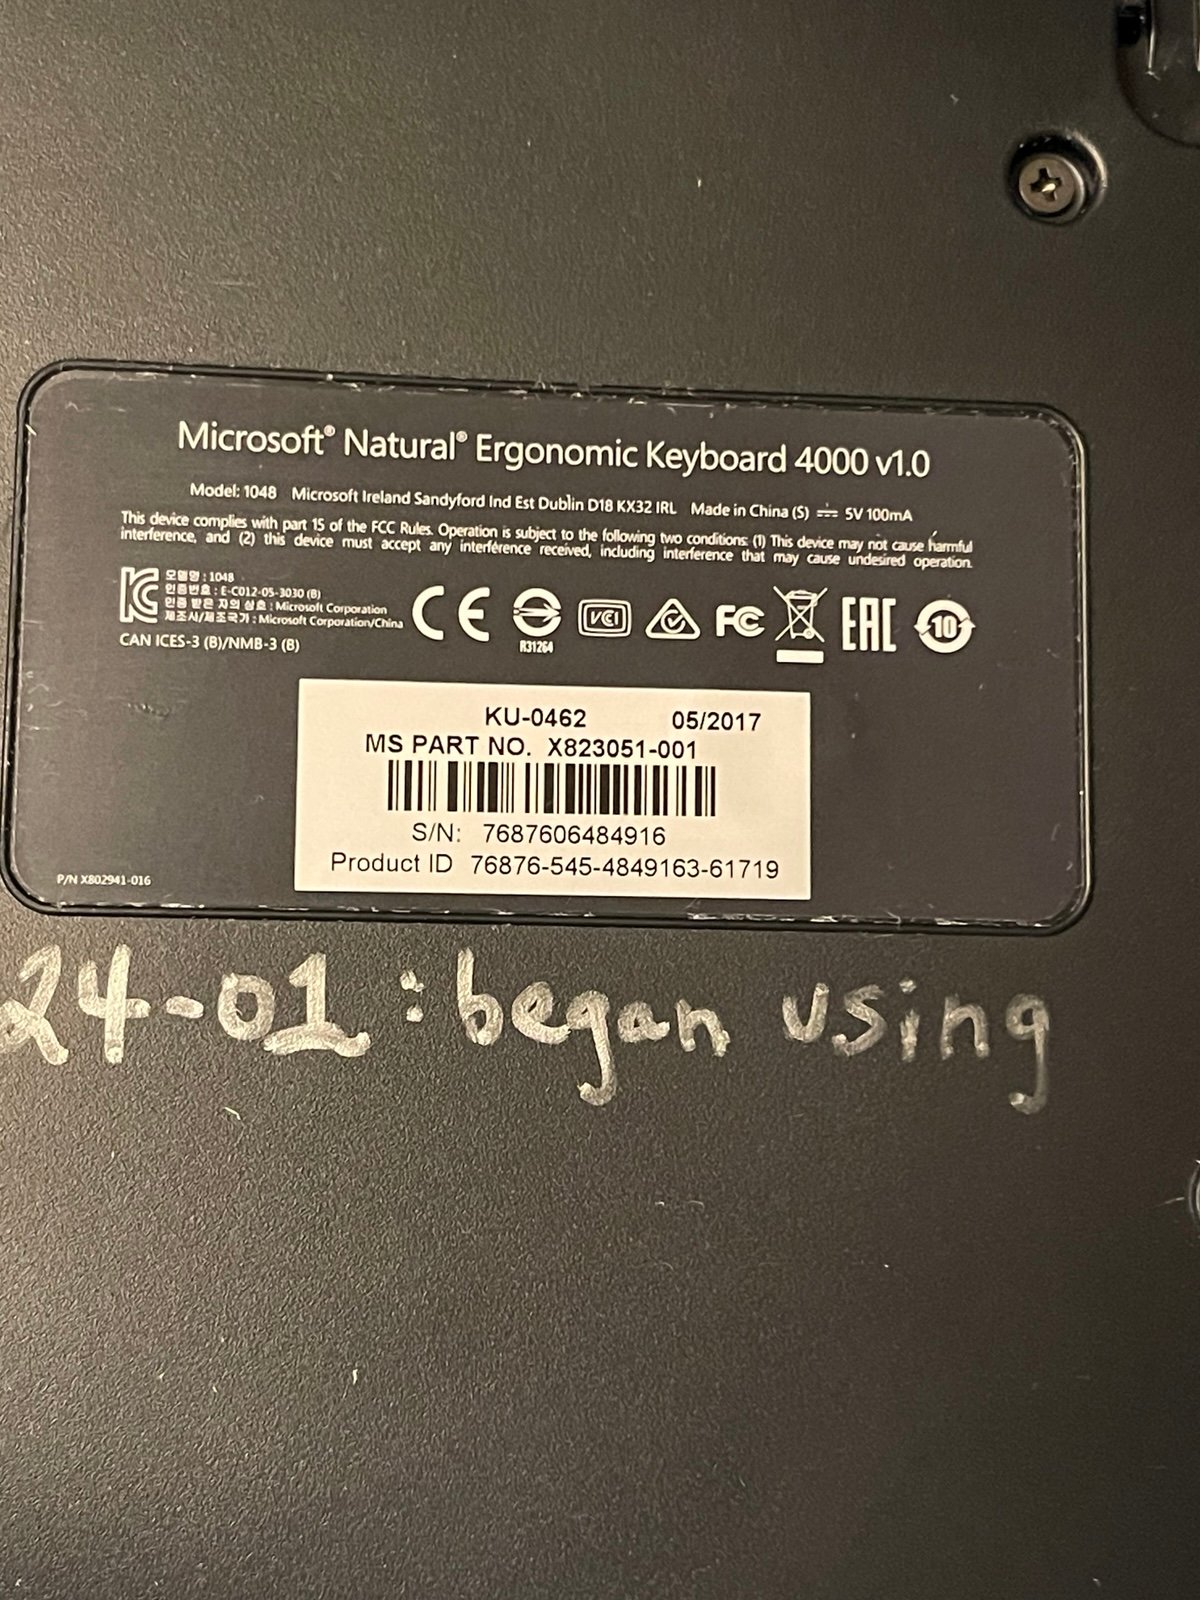 Microsoft® Natural® Ergonomic Keyboard 4000 v1.0
Model: 1048 Microsoft Ireland Sandyford Ind Est Dublin D18 KX32 IRL Made in China (S) ⎓ 5V 100mA
This device complies with part 15 of the FCC Rules. Operation is subject to the following two conditions: (1) This device may not cause harmful
interference, and (2) this device must accept any interference received, including interference that may cause undesired operation.
모델명 : 1048
인증번호 : E-C012-05-3030 (B)
인증 받은 자의 상호 : Microsoft Corporation
제조사/제조국가 : Microsoft Corporation/China
CAN ICES-3 (B)/NMB-3 (B)
CE
R31264
VCI
FC
EAC
10
KU-0462 05/2017
MS PART NO. X823051-001
S/N: 7687606484916
Product ID 76876-545-4849163-61719
P/N X802941-016
24-01 : began using